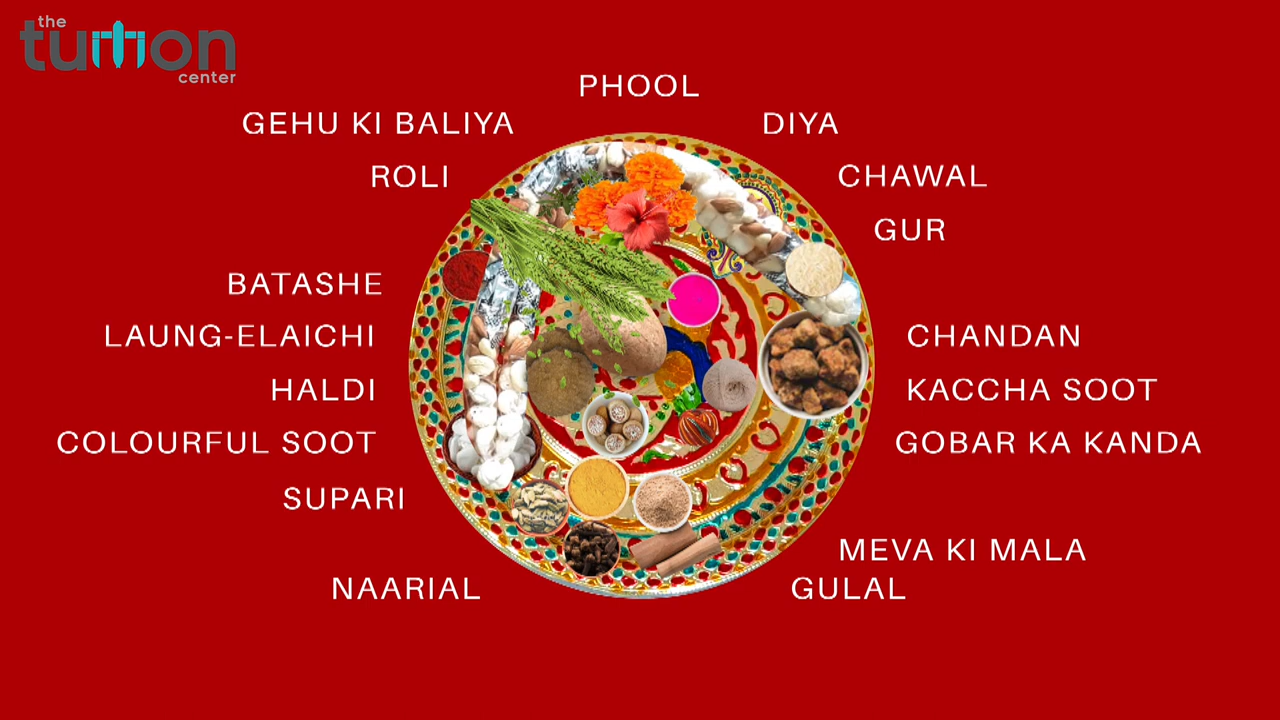 the
tuition
center
PHOOL
GEHU KI BALIYA
DIYA
ROLI
CHAWAL
GUR
BATASHE
LAUNG-ELAICHI
CHANDAN
HALDI
KACCHA SOOT
COLOURFUL SOOT
GOBAR KA KANDA
SUPARI
MEVA KI MALA
NAARIAL
GULAL